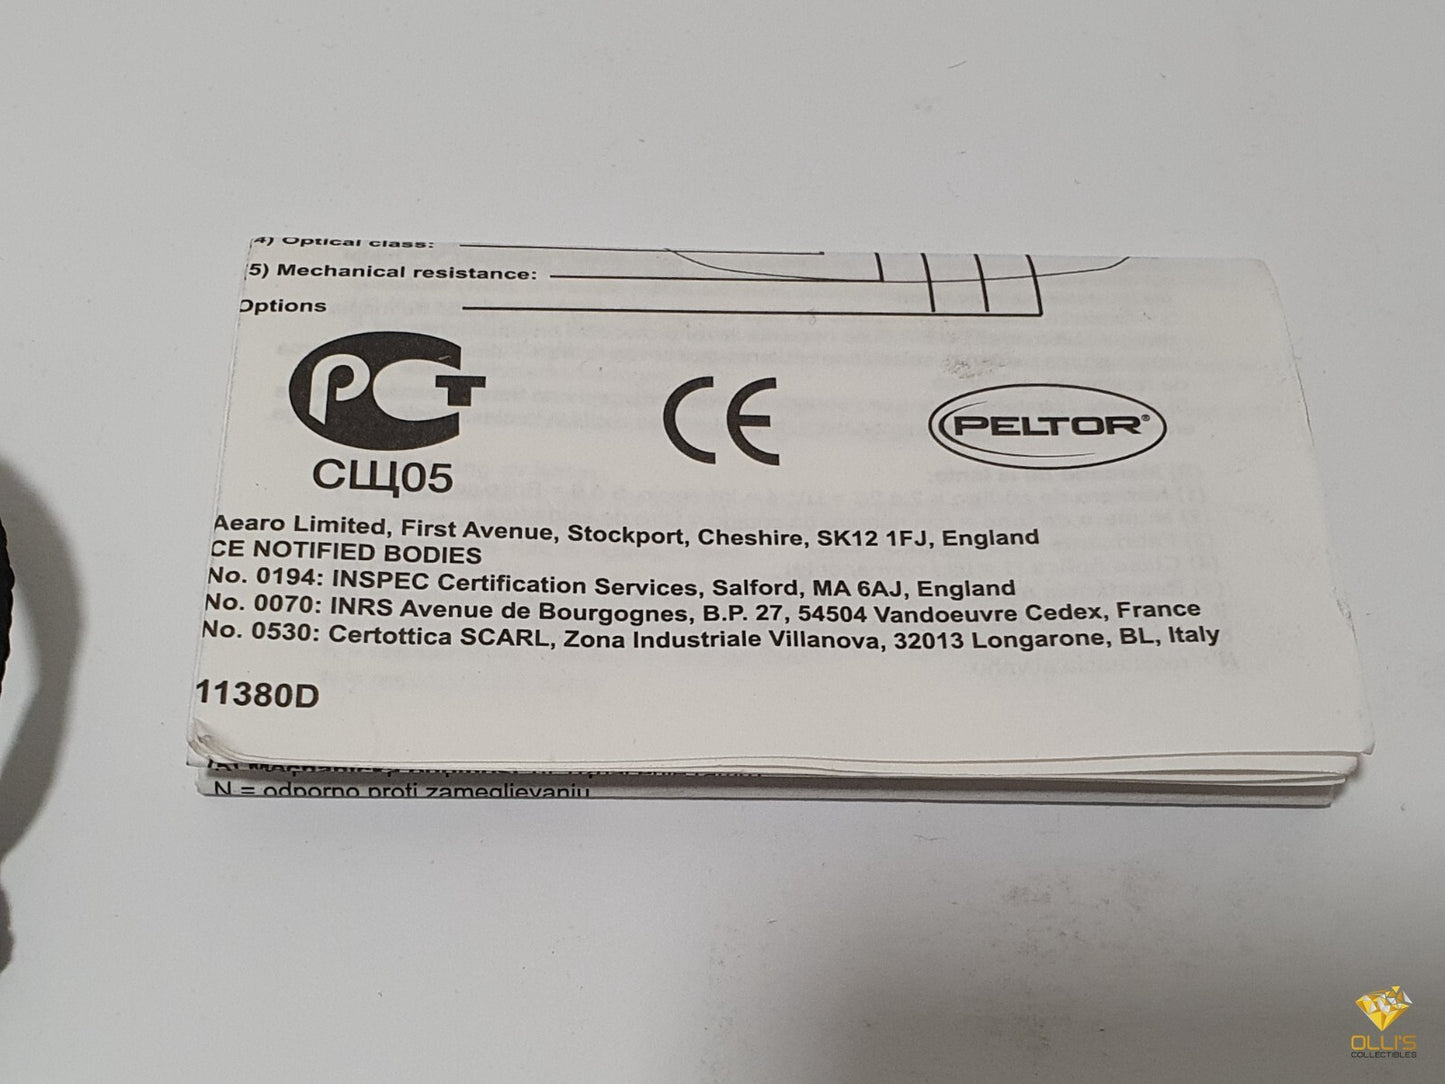 4) Optical class:
5) Mechanical resistance:
Options
РСТ
СЩ05
CE
PELTOR®
Aearo Limited, First Avenue, Stockport, Cheshire, SK12 1FJ, England
CE NOTIFIED BODIES
No. 0194: INSPEC Certification Services, Salford, MA 6AJ, England
No. 0070: INRS Avenue de Bourgognes, B.P. 27, 54504 Vandoeuvre Cedex, France
No. 0530: Certottica SCARL, Zona Industriale Villanova, 32013 Longarone, BL, Italy
11380D
N = odporno proti zameglievanju
OLLI'S
COLLECTIBLES